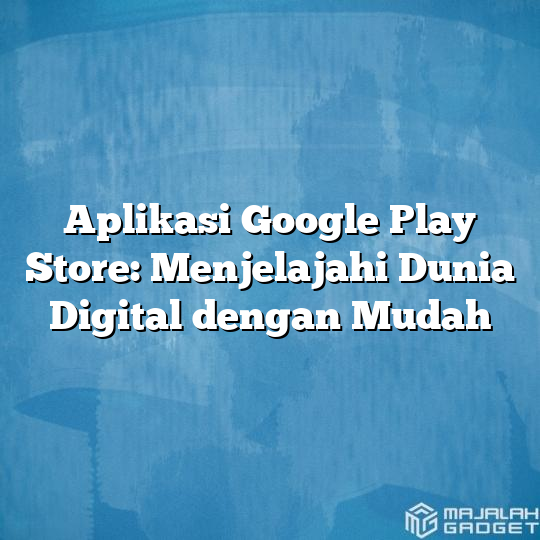 Aplikasi Google Play
Store: Menjelajahi Dunia
Digital dengan Mudah
MAJALAH
GADGET